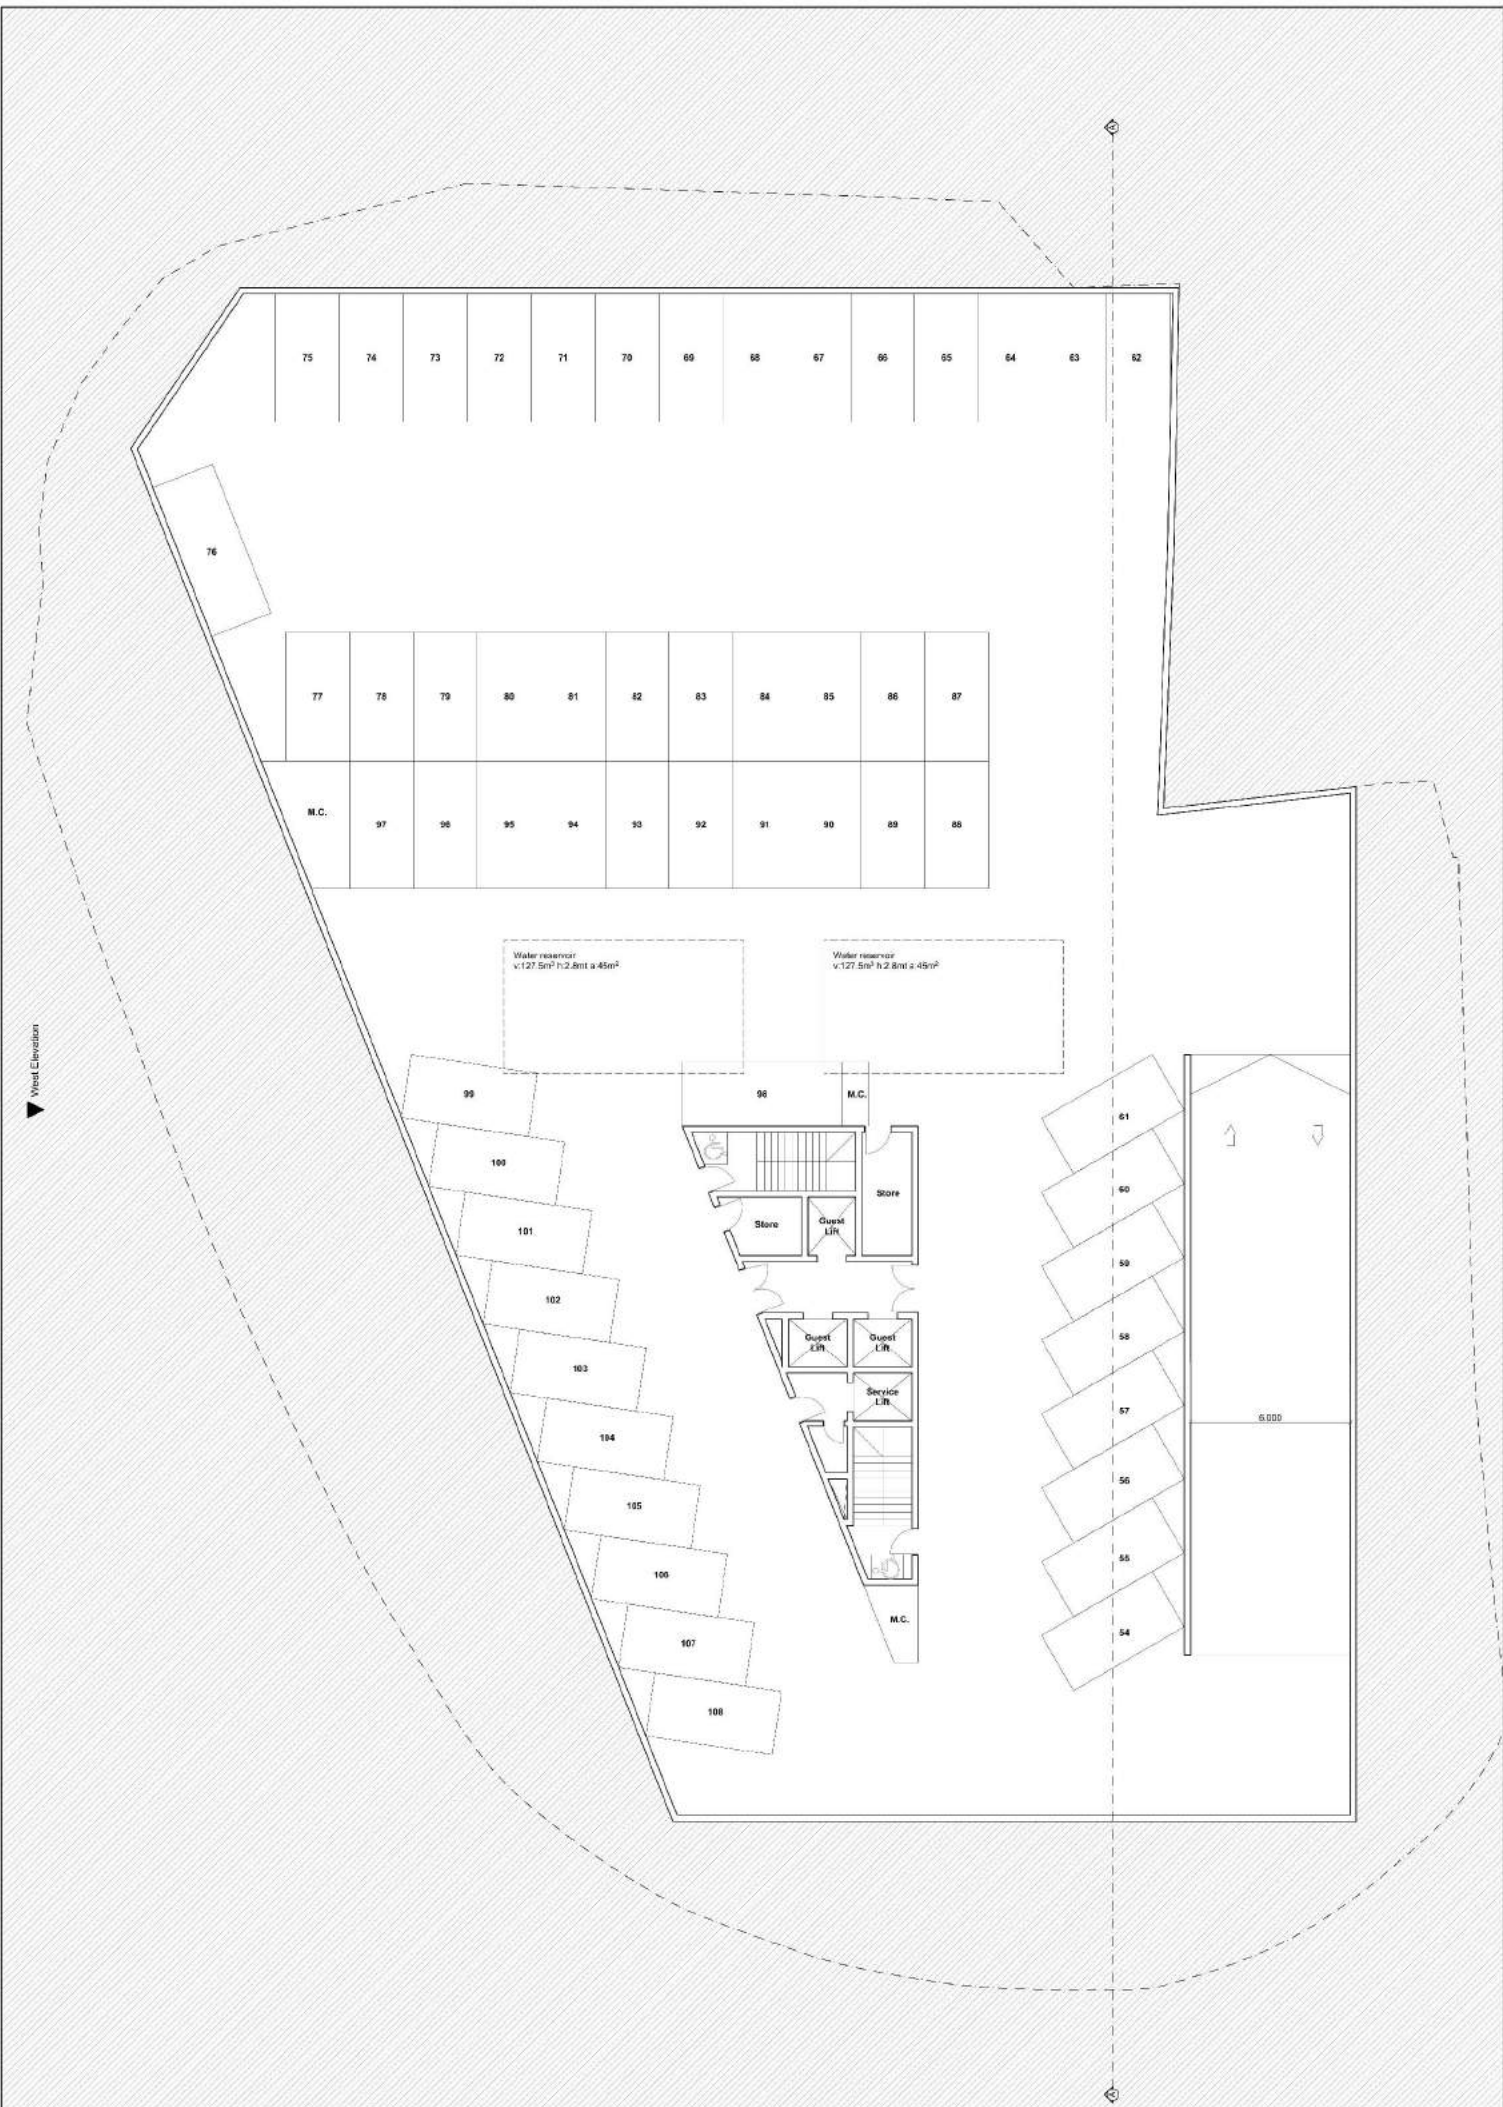 A
75 74 73 72 71 70 69 68 67 66 65 64 63 62
76
77 78 79 80 81 82 83 84 85 86 87
M.C. 97 96 95 94 93 92 91 90 89 88
Water reservoir
v:127.5m³ h:2.8mt a:45m²
Water reservoir
v:127.5m³ h:2.8mt a:45m²
West Elevation
99
100
101
102
103
104
105
106
107
108
98
M.C.
Store
Store
Guest
Lift
Guest
Lift
Guest
Lift
Service
Lift
M.C.
61
60
59
58
57
56
55
54
6.000
A